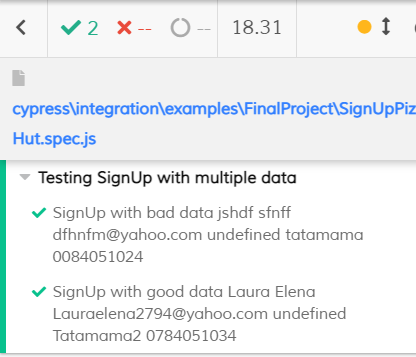 2 -- -- 18.31
cypress\integration\examples\FinalProject\SignUpPiz
Hut.spec.js
Testing SignUp with multiple data
SignUp with bad data jshdf sfnff
dfhnfm@yahoo.com undefined tatamama
0084051024
SignUp with good data Laura Elena
Lauraelena2794@yahoo.com undefined
Tatamama2 0784051034